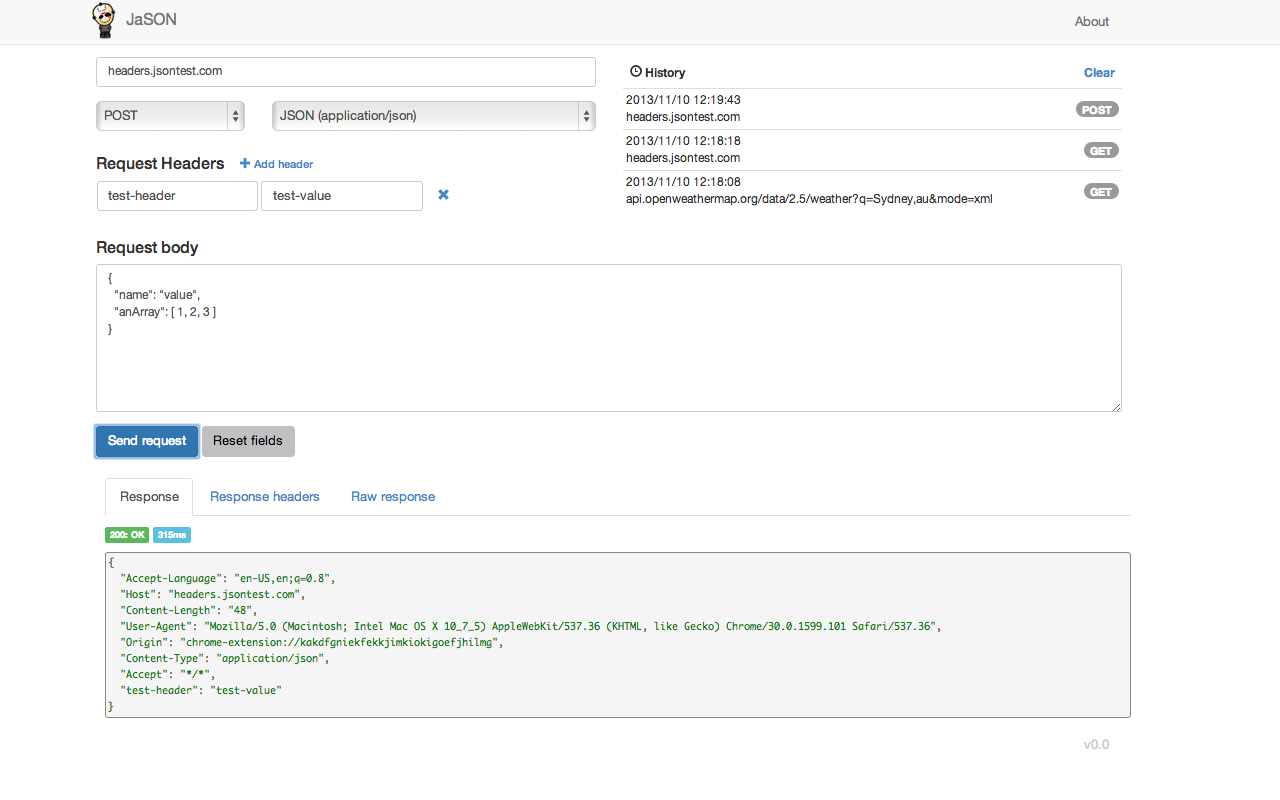 JaSON
About
headers.jsontest.com
POST
JSON (application/json)
Request Headers
Add header
test-header
test-value
History
Clear
2013/11/10 12:19:43
headers.jsontest.com
POST
2013/11/10 12:18:18
headers.jsontest.com
GET
2013/11/10 12:18:08
api.openweathermap.org/data/2.5/weather?q=Sydney,au&mode=xml
GET
Request body
{
"name": "value",
"anArray": [ 1, 2, 3 ]
}
Send request
Reset fields
Response
Response headers
Raw response
200: OK
315ms
{
"Accept-Language": "en-US,en;q=0.8",
"Host": "headers.jsontest.com",
"Content-Length": "48",
"User-Agent": "Mozilla/5.0 (Macintosh; Intel Mac OS X 10_7_5) AppleWebKit/537.36 (KHTML, like Gecko) Chrome/30.0.1599.101 Safari/537.36",
"Origin": "chrome-extension://kakdfgniekfekkjimkiokigoefjhilmg",
"Content-Type": "application/json",
"Accept": "*/*",
"test-header": "test-value"
}
v0.0